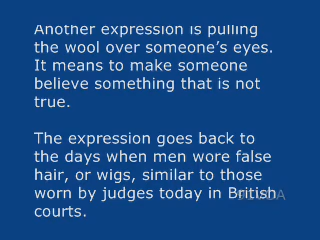 Another expression is pulling
the wool over someone's eyes.
It means to make someone
believe something that is not
true.
The expression goes back to
the days when men wore false
hair, or wigs, similar to those
worn by judges today in British
courts.